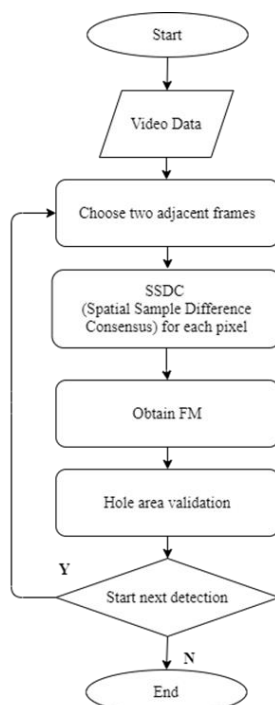 Start
Video Data
Choose two adjacent frames
SSDC
(Spatial Sample Difference
Consensus) for each pixel
Obtain FM
Hole area validation
Y
Start next detection
N
End